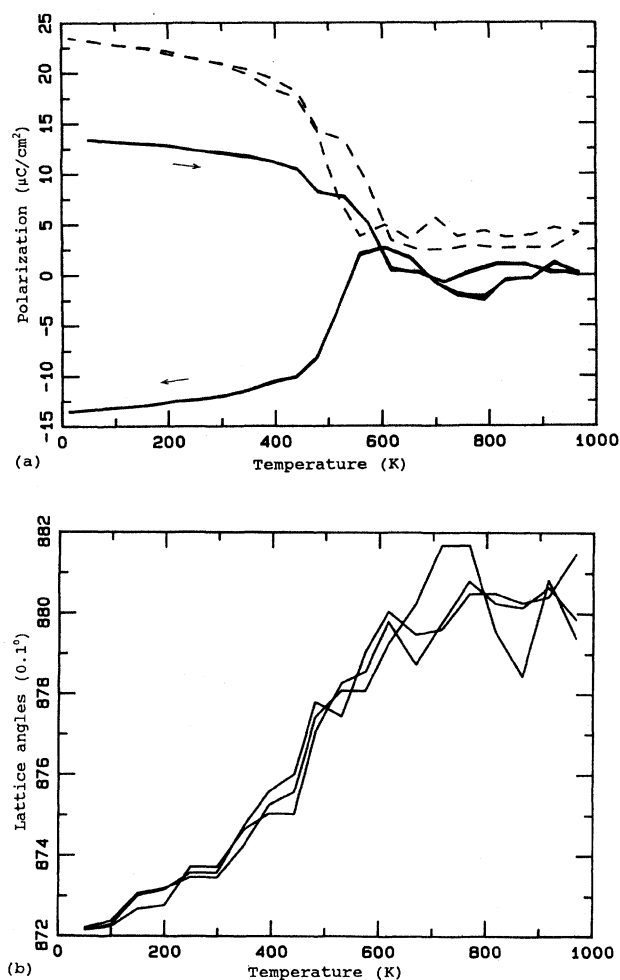 25
20
15
10
5
0
-5
-10
-15
Polarization (μC/cm²)
0 200 400 600 800 1000
(a) Temperature (K)
882
880
878
876
874
872
Lattice angles (0.1°)
0 200 400 600 800 1000
(b) Temperature (K)